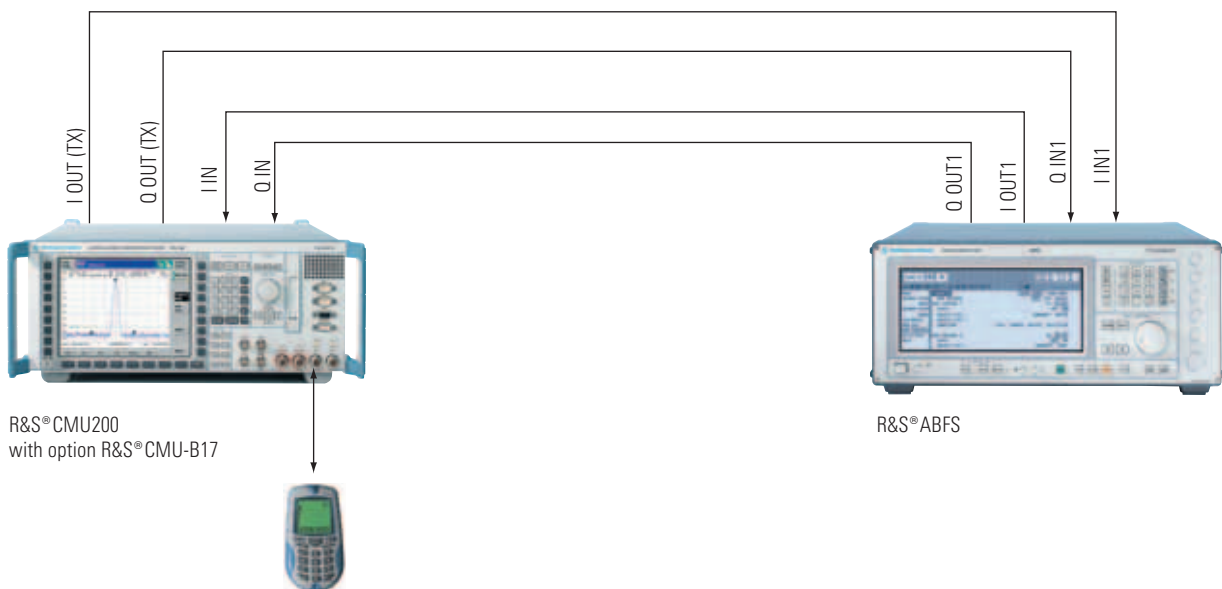 I OUT (TX)
Q OUT (TX)
I IN
Q IN
Q OUT1
I OUT1
Q IN1
I IN1
R&S®CMU200
with option R&S®CMU-B17
R&S®ABFS